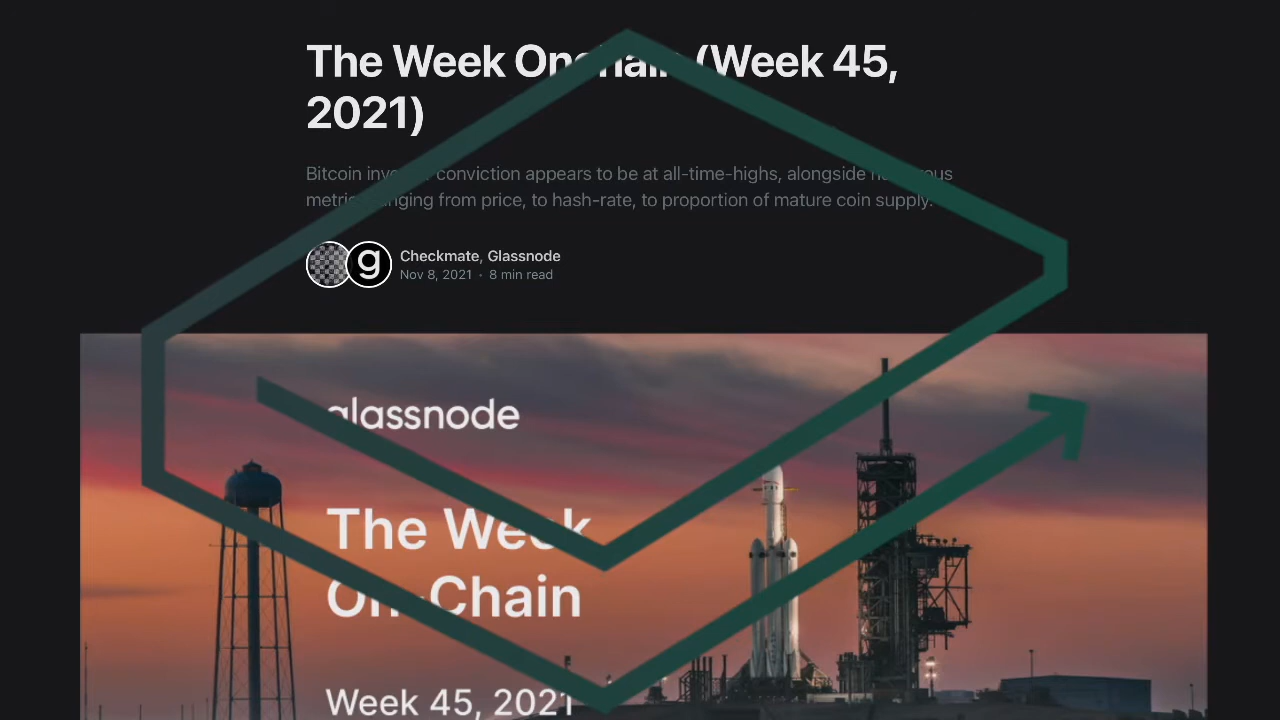 The Week Onchain (Week 45,
2021)
Bitcoin conviction appears to be at all-time-highs, alongside
ranging from price, to hash-rate, to proportion of mature coin supply.
g Checkmate, Glassnode
Nov 8, 2021 • 8 min read
glassnode
The Week
On-Chain
Week 45, 2021